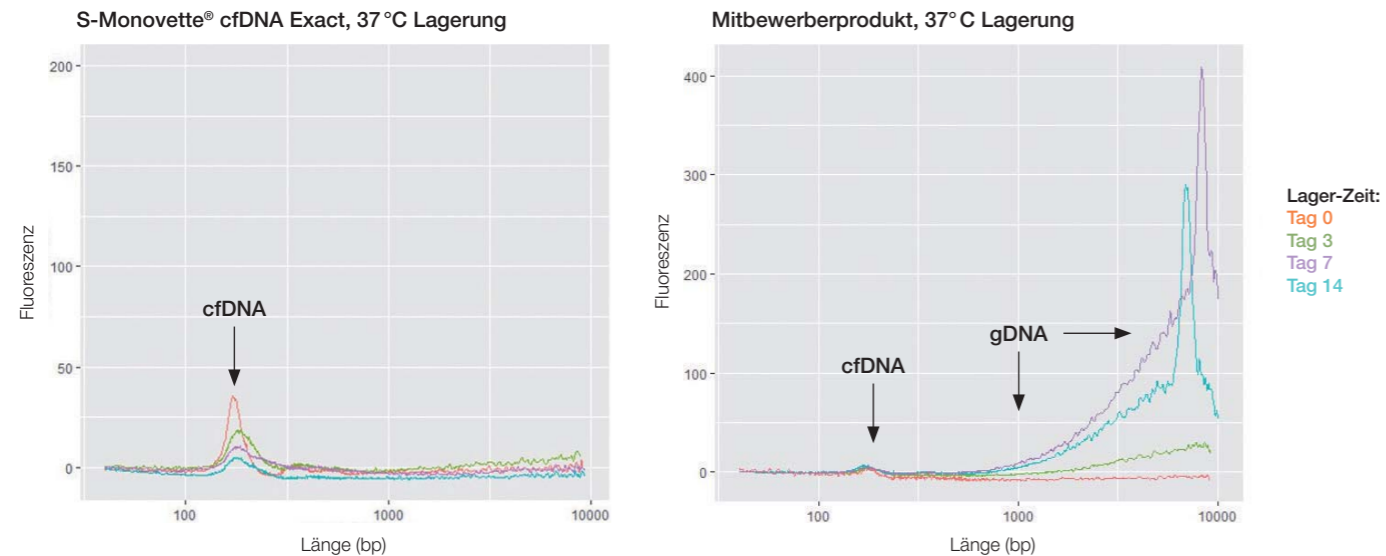 S-Monovette® cfDNA Exact, 37 °C Lagerung
200
150
100
50
0
Fluoreszenz
cfDNA
100
1000
10000
Länge (bp)
Mitbewerberprodukt, 37° C Lagerung
400
300
200
100
0
Fluoreszenz
cfDNA
gDNA
100
1000
10000
Länge (bp)
Lager-Zeit:
Tag 0
Tag 3
Tag 7
Tag 14